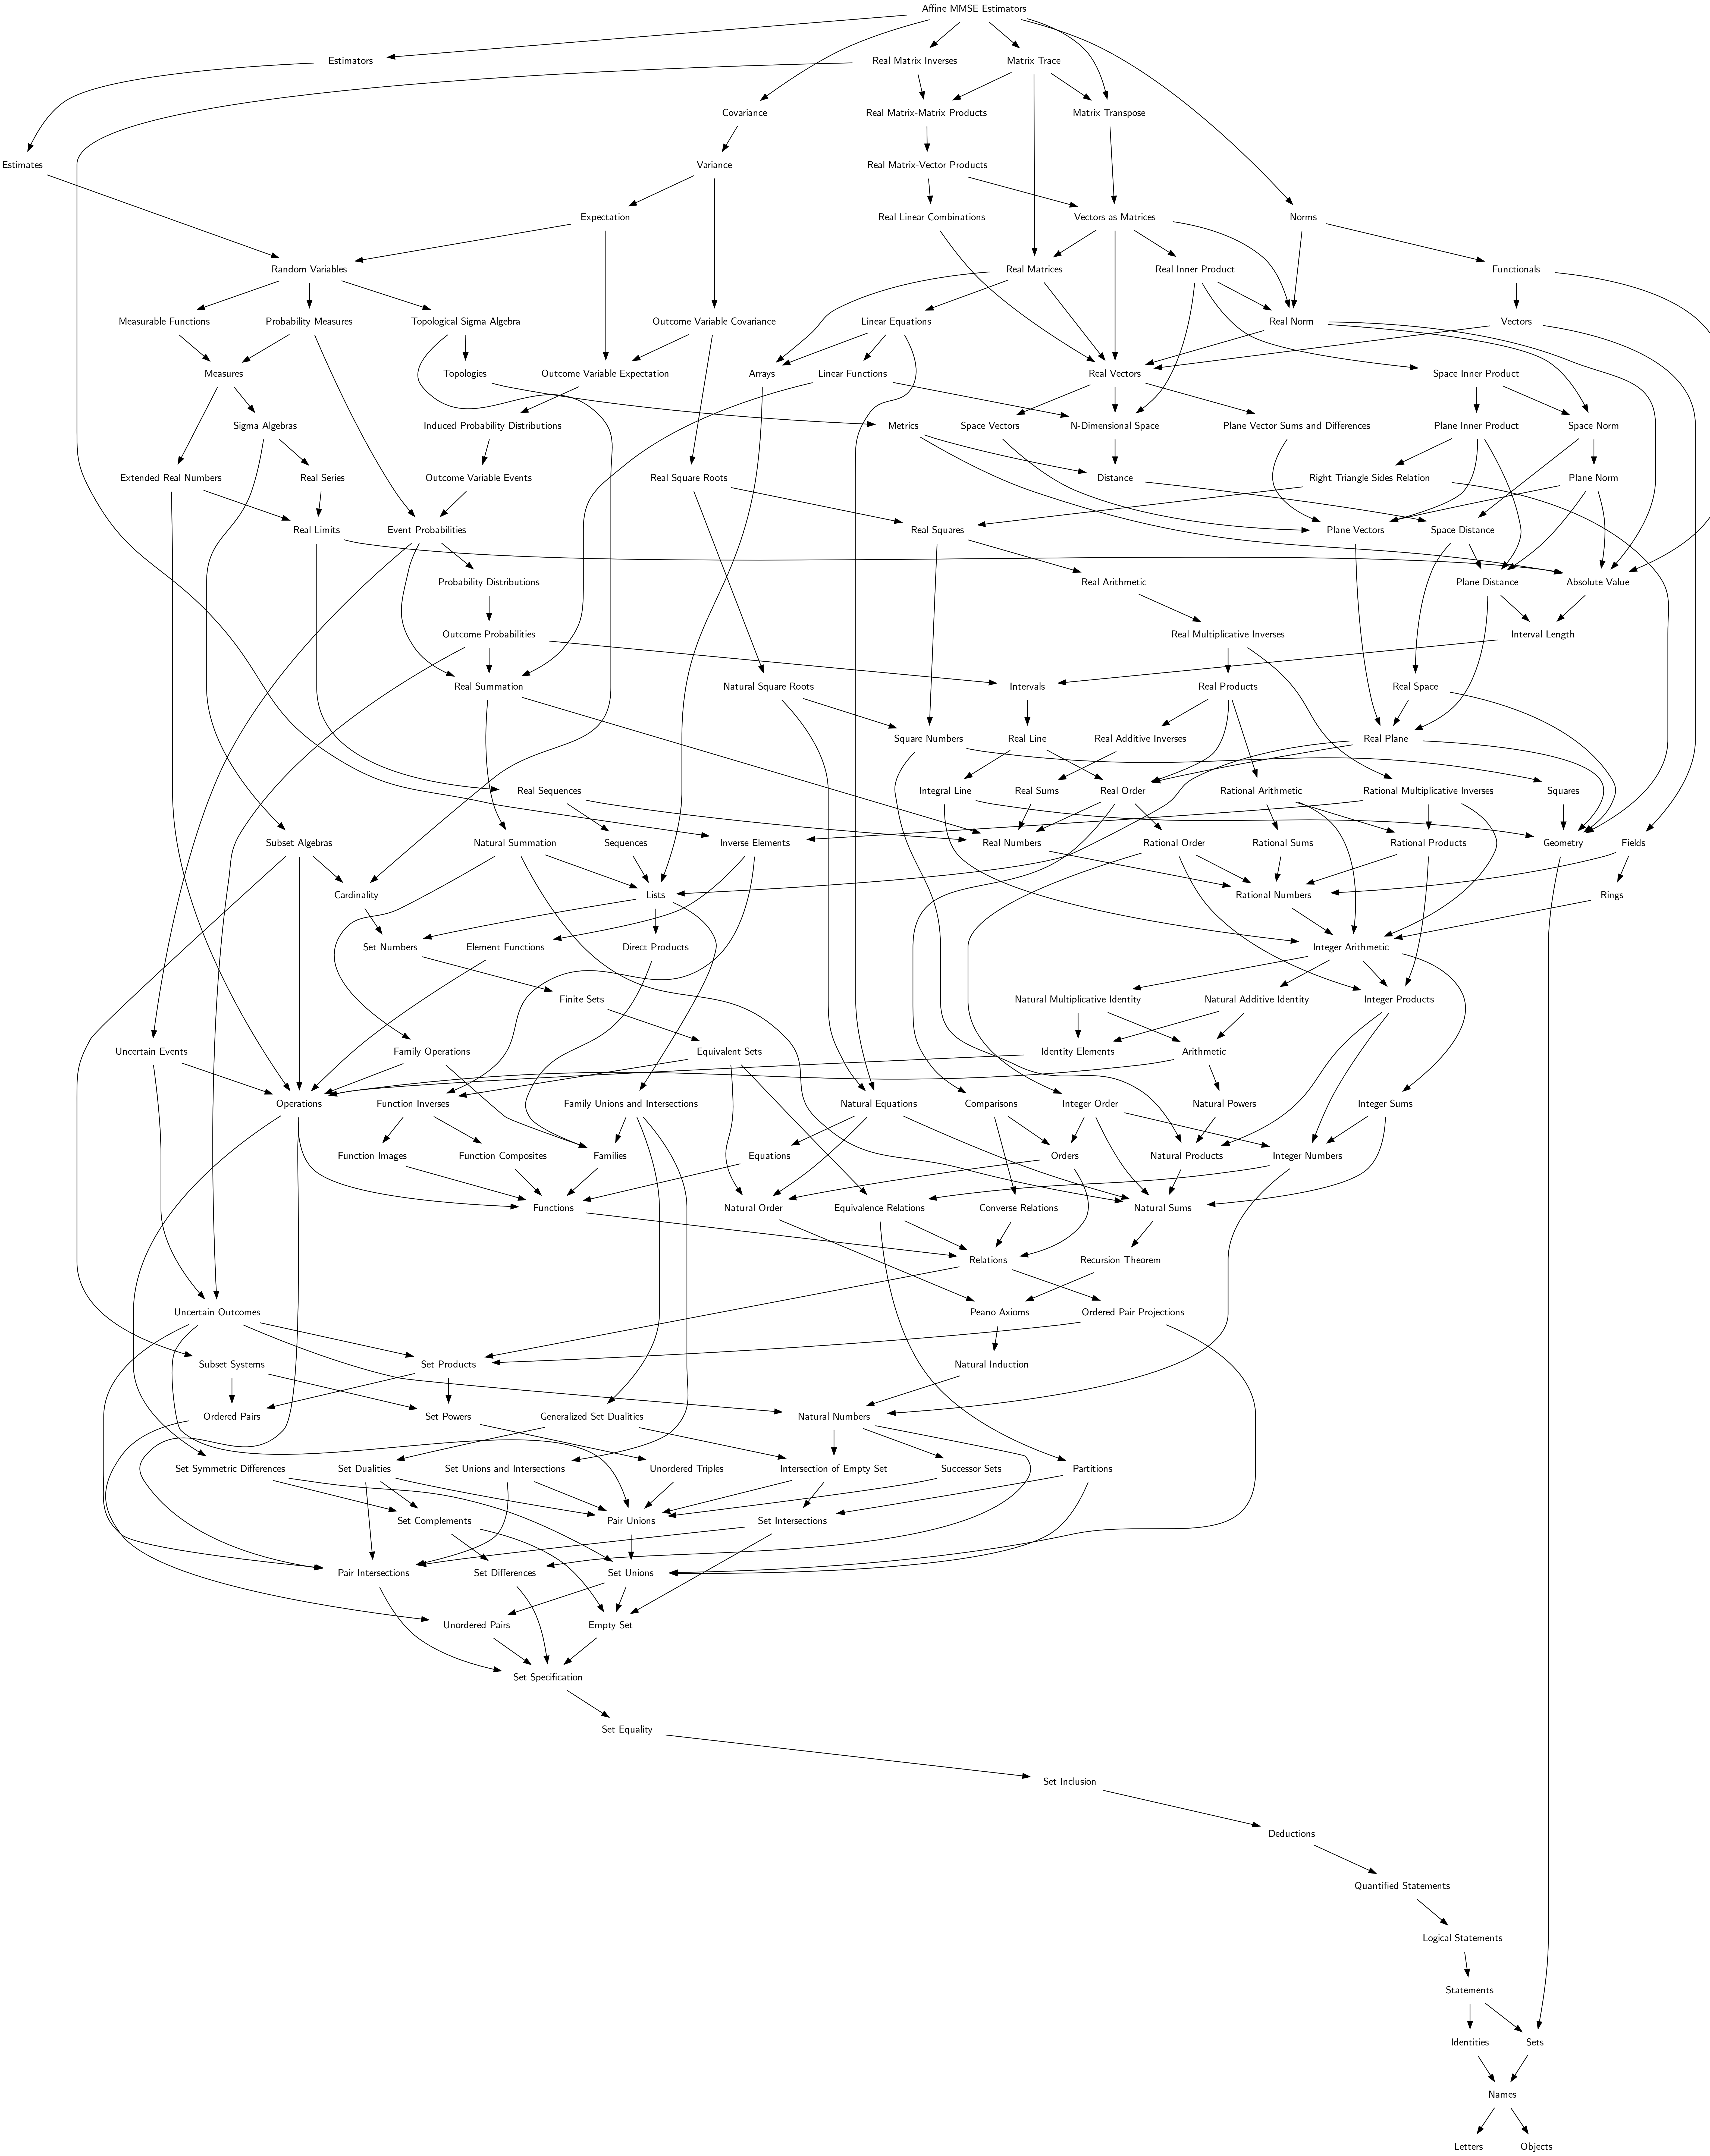 Affine MMSE Estimators
Estimators
Real Matrix Inverses
Matrix Trace
Covariance
Real Matrix-Matrix Products
Matrix Transpose
Estimates
Variance
Real Matrix-Vector Products
Expectation
Real Linear Combinations
Vectors as Matrices
Norms
Random Variables
Real Matrices
Real Inner Product
Functionals
Measurable Functions
Probability Measures
Topological Sigma Algebra
Outcome Variable Covariance
Linear Equations
Real Norm
Vectors
Measures
Topologies
Outcome Variable Expectation
Arrays
Linear Functions
Real Vectors
Space Inner Product
Sigma Algebras
Induced Probability Distributions
Metrics
Space Vectors
N-Dimensional Space
Plane Vector Sums and Differences
Plane Inner Product
Space Norm
Extended Real Numbers
Real Series
Outcome Variable Events
Real Square Roots
Distance
Right Triangle Sides Relation
Plane Norm
Real Limits
Event Probabilities
Real Squares
Plane Vectors
Space Distance
Probability Distributions
Real Arithmetic
Plane Distance
Absolute Value
Outcome Probabilities
Real Multiplicative Inverses
Interval Length
Real Summation
Natural Square Roots
Intervals
Real Products
Real Space
Square Numbers
Real Line
Real Additive Inverses
Real Plane
Real Sequences
Integral Line
Real Sums
Real Order
Rational Arithmetic
Rational Multiplicative Inverses
Squares
Subset Algebras
Natural Summation
Sequences
Inverse Elements
Real Numbers
Rational Order
Rational Sums
Rational Products
Geometry
Fields
Cardinality
Lists
Rational Numbers
Rings
Set Numbers
Element Functions
Direct Products
Integer Arithmetic
Finite Sets
Natural Multiplicative Identity
Natural Additive Identity
Integer Products
Uncertain Events
Family Operations
Equivalent Sets
Identity Elements
Arithmetic
Operations
Function Inverses
Family Unions and Intersections
Natural Equations
Comparisons
Integer Order
Natural Powers
Integer Sums
Function Images
Function Composites
Families
Equations
Orders
Natural Products
Integer Numbers
Functions
Natural Order
Equivalence Relations
Converse Relations
Natural Sums
Relations
Recursion Theorem
Uncertain Outcomes
Peano Axioms
Ordered Pair Projections
Subset Systems
Set Products
Natural Induction
Ordered Pairs
Set Powers
Generalized Set Dualities
Natural Numbers
Set Symmetric Differences
Set Dualities
Set Unions and Intersections
Unordered Triples
Intersection of Empty Set
Successor Sets
Partitions
Set Complements
Pair Unions
Set Intersections
Pair Intersections
Set Differences
Set Unions
Unordered Pairs
Empty Set
Set Specification
Set Equality
Set Inclusion
Deductions
Quantified Statements
Logical Statements
Statements
Identities
Sets
Names
Letters
Objects